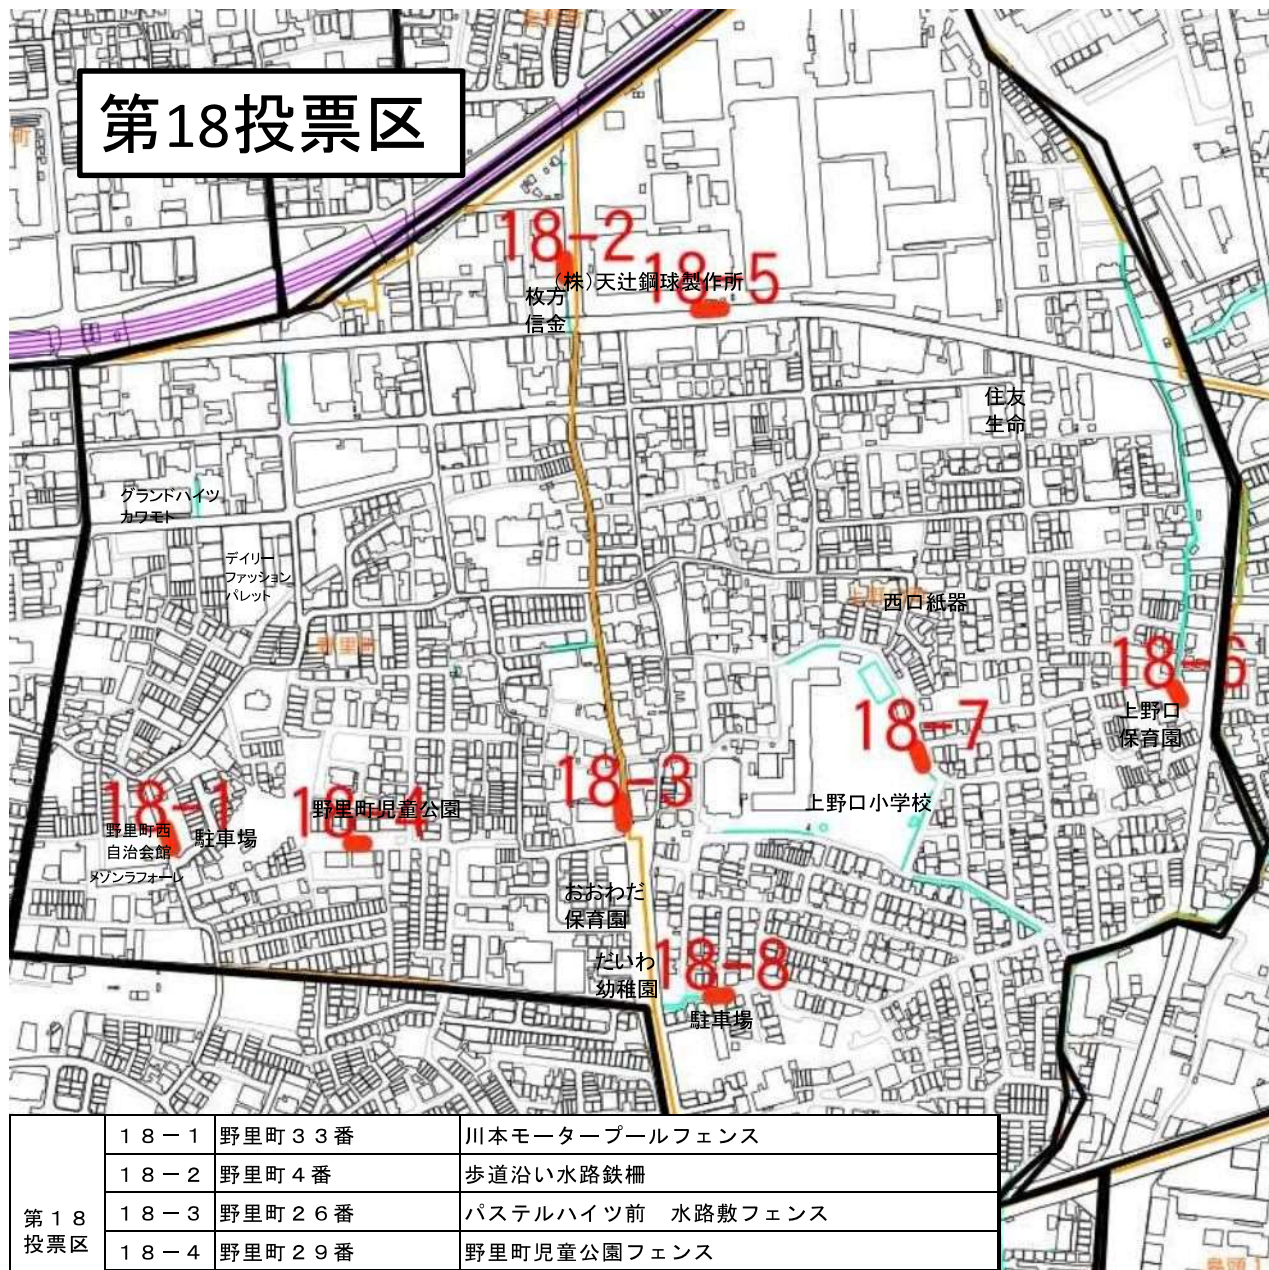 第18投票区
18-2
(株)天辻鋼球製作所
18-5
枚方
信金
住友
生命
グランドハイツ
カワモト
デイリー
ファッション
パレット
西口紙器
野里町
18-6
上野口
保育園
18-7
18-3
18-1
野里町西
自治会館
駐車場
18-4
野里町児童公園
上野口小学校
メゾンラフォーレ
おおわだ
保育園
だいわ
幼稚園
18-8
駐車場
第18
投票区
18-1 野里町33番 川本モータープールフェンス
18-2 野里町4番 歩道沿い水路鉄柵
18-3 野里町26番 パステルハイツ前 水路敷フェンス
18-4 野里町29番 野里町児童公園フェンス